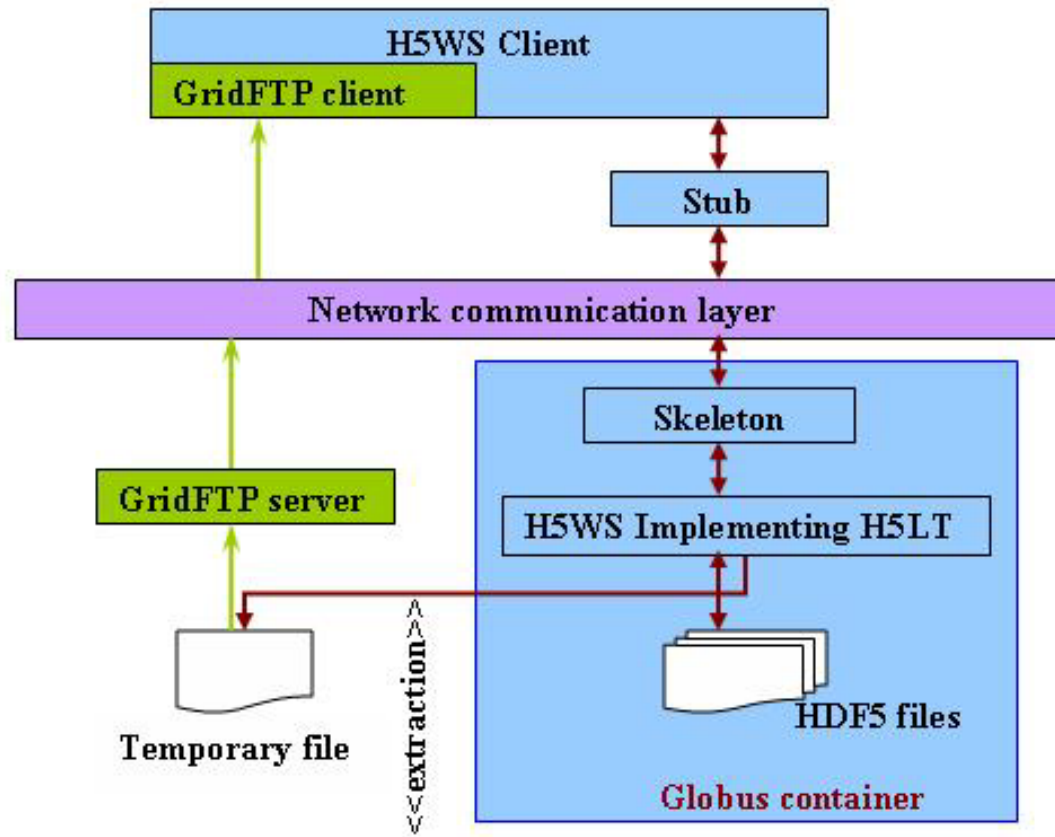 H5WS Client
GridFTP client
Stub
Network communication layer
Skeleton
GridFTP server
H5WS Implementing H5LT
<<extraction>>
HDF5 files
Temporary file
Globus container